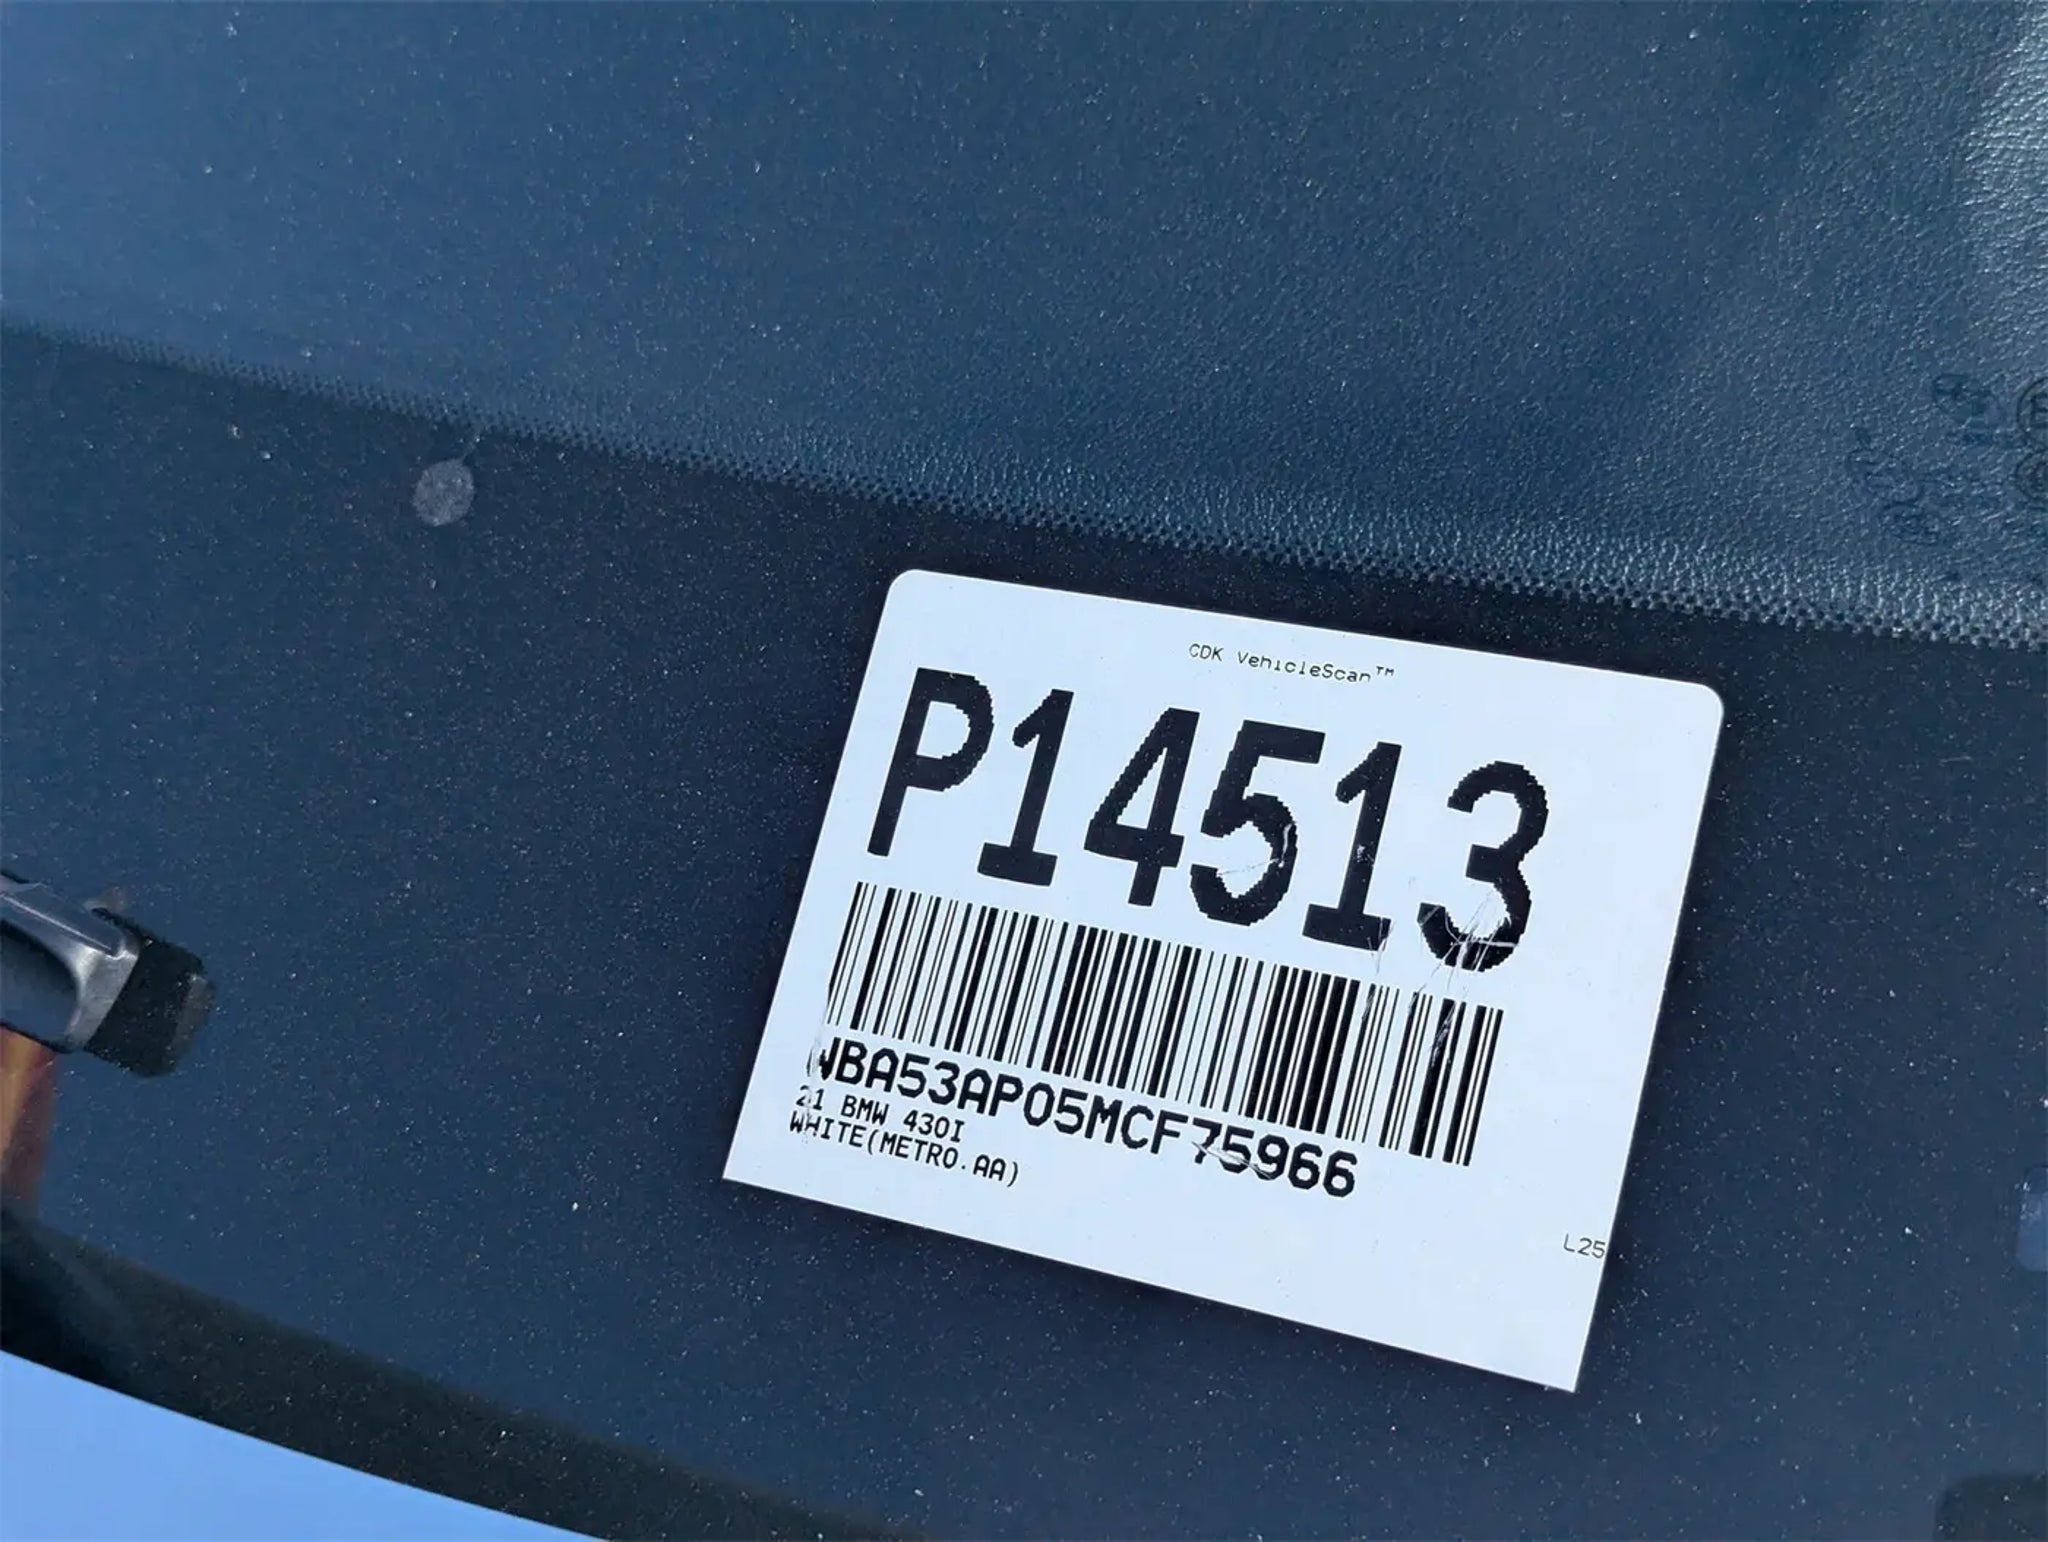 CDK VehicleScan™
P14513
WBA53AP05MCF75966
21 BMW 430I
WHITE(METRO.AA)
L25